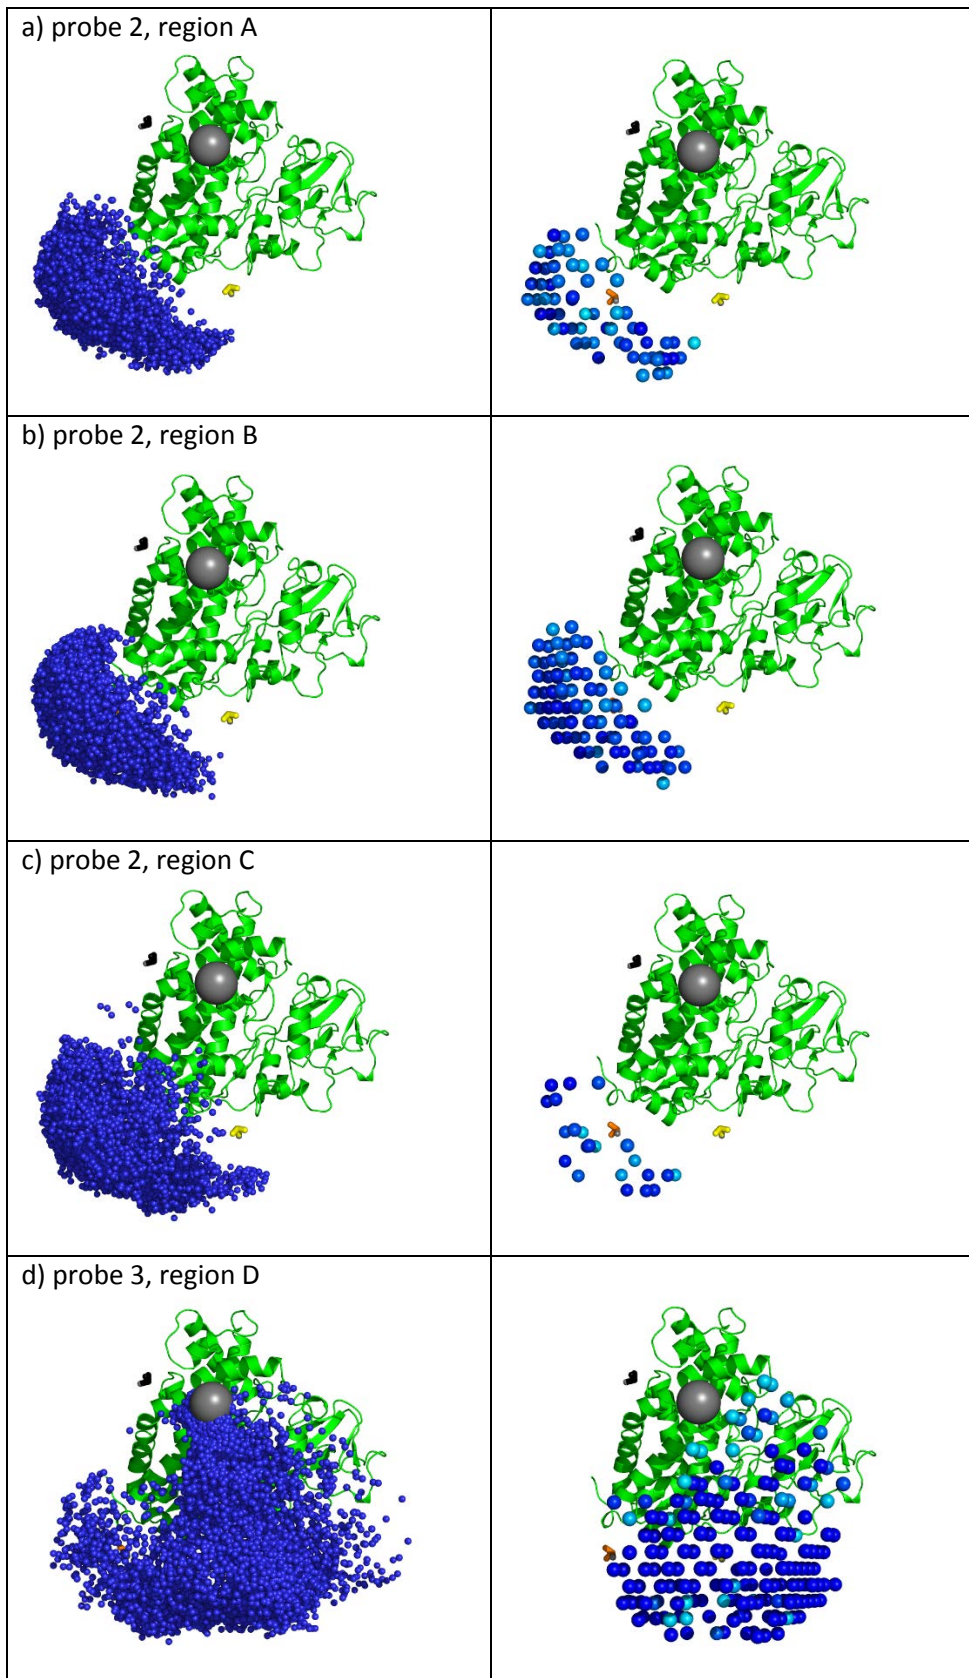 a) probe 2, region A
b) probe 2, region B
c) probe 2, region C
d) probe 3, region D